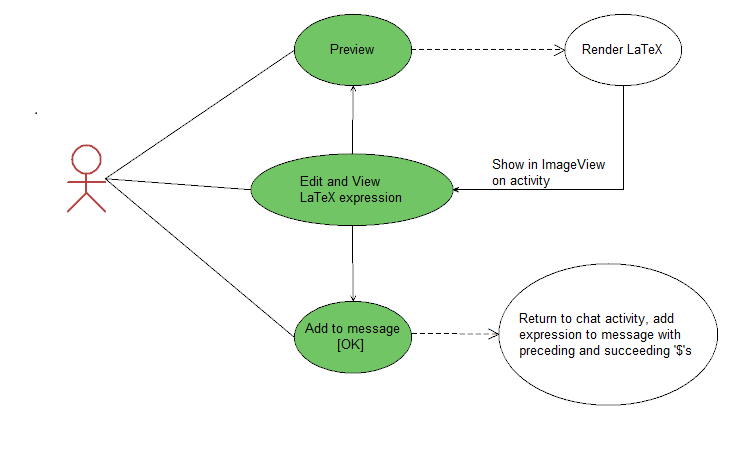 Preview
Render LaTeX
Show in ImageView
on activity
Edit and View
LaTeX expression
Add to message
[OK]
Return to chat activity, add
expression to message with
preceding and succeeding '$'s